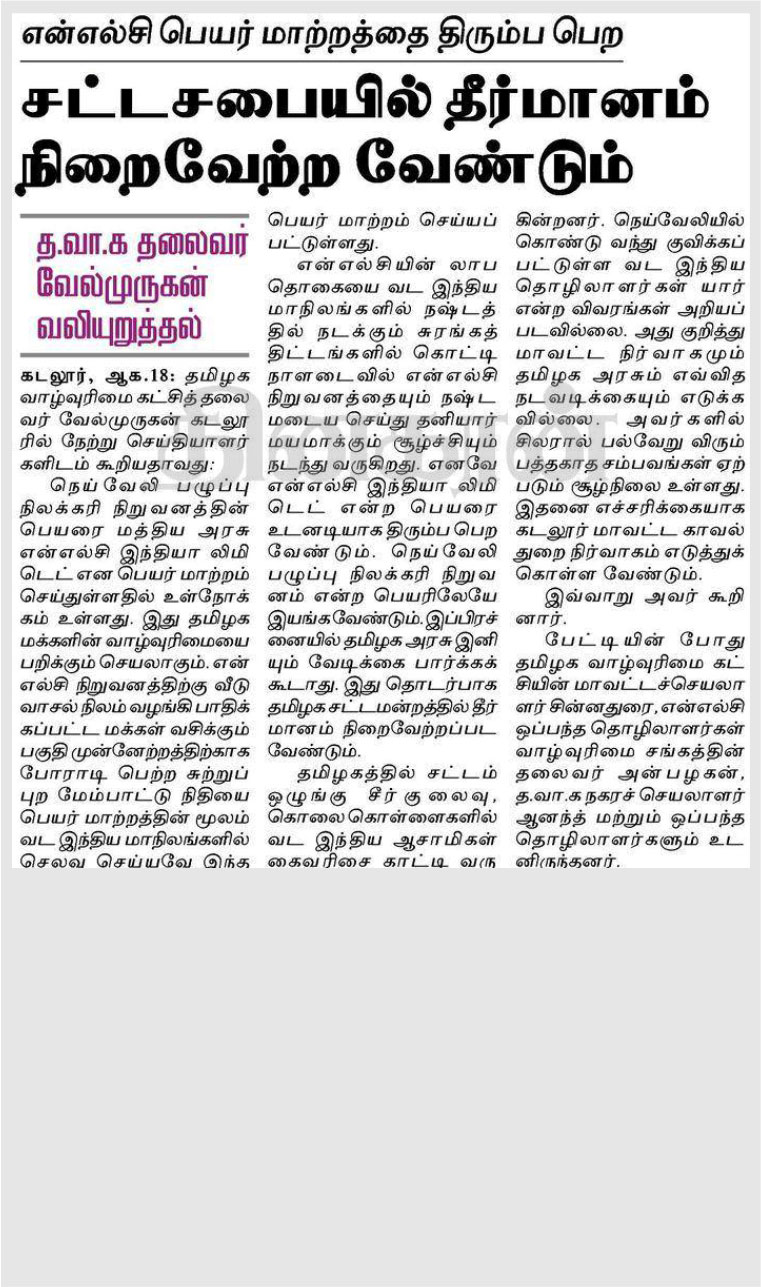 என்எல்சி பெயர் மாற்றத்தை திரும்ப பெற
சட்டசபையில் தீர்மானம்
நிறைவேற்ற வேண்டும்
த.வா.க தலைவர்
வேல்முருகன்
வலியுறுத்தல்
கடலூர், ஆக.18: தமிழக
வாழ்வுரிமை கட்சித் தலை
வர் வேல்முருகன் கடலூ
ரில் நேற்று செய்தியாளர்
களிடம் கூறியதாவது:
நெய்வேலி பழுப்பு
நிலக்கரி நிறுவனத்தின்
பெயரை மத்திய அரசு
என்எல்சி இந்தியா லிமி
டெட் என பெயர் மாற்றம்
செய்துள்ளதில் உள்நோக்
கம் உள்ளது. இது தமிழக
மக்களின் வாழ்வுரிமையை
பறிக்கும் செயலாகும். என்
எல்சி நிறுவனத்திற்கு வீடு
வாசல் நிலம் வழங்கி பாதிக்
கப்பட்ட மக்கள் வசிக்கும்
பகுதி முன்னேற்றத்திற்காக
போராடி பெற்ற சுற்றுப்
புற மேம்பாட்டு நிதியை
பெயர் மாற்றத்தின் மூலம்
வட இந்திய மாநிலங்களில்
செலவு செய்யவே இந்த
பெயர் மாற்றம் செய்யப்
பட்டுள்ளது.
என்எல்சியின் லாப
தொகையை வட இந்திய
மாநிலங்களில் நஷ்டத்
தில் நடக்கும் சுரங்கத்
திட்டங்களில் கொட்டி
நாளடைவில் என்எல்சி
நிறுவனத்தையும் நஷ்ட
மடைய செய்து தனியார்
மயமாக்கும் சூழ்ச்சியும்
நடந்து வருகிறது. எனவே
என்எல்சி இந்தியா லிமி
டெட் என்ற பெயரை
உடனடியாக திரும்ப பெற
வேண்டும். நெய்வேலி
பழுப்பு நிலக்கரி நிறுவ
னம் என்ற பெயரிலேயே
இயங்கவேண்டும். இப்பிரச்
னையில் தமிழக அரசு இனி
யும் வேடிக்கை பார்க்கக்
கூடாது. இது தொடர்பாக
தமிழக சட்டமன்றத்தில் தீர்
மானம் நிறைவேற்றப்பட
வேண்டும்.
தமிழகத்தில் சட்டம்
ஒழுங்கு சீர்குலைவு,
கொலை கொள்ளைகளில்
வட இந்திய ஆசாமிகள்
கைவரிசை காட்டி வரு
கின்றனர். நெய்வேலியில்
கொண்டு வந்து குவிக்கப்
பட்டுள்ள வட இந்திய
தொழிலாளர்கள் யார்
என்ற விவரங்கள் அறியப்
படவில்லை. அது குறித்து
மாவட்ட நிர்வாகமும்
தமிழக அரசும் எவ்வித
நடவடிக்கையும் எடுக்க
வில்லை. அவர்களில்
சிலரால் பல்வேறு விரும்
பத்தகாத சம்பவங்கள் ஏற்
படும் சூழ்நிலை உள்ளது.
இதனை எச்சரிக்கையாக
கடலூர் மாவட்ட காவல்
துறை நிர்வாகம் எடுத்துக்
கொள்ள வேண்டும்.
இவ்வாறு அவர் கூறி
னார்.
பேட்டியின் போது
தமிழக வாழ்வுரிமை கட்
சியின் மாவட்டச்செயலா
ளர் சின்னதுரை, என்எல்சி
ஒப்பந்த தொழிலாளர்கள்
வாழ்வுரிமை சங்கத்தின்
தலைவர் அன்பழகன்,
த.வா.க நகரச் செயலாளர்
ஆனந்த் மற்றும் ஒப்பந்த
தொழிலாளர்களும் உட
னிருந்தனர்.
தினகரன்